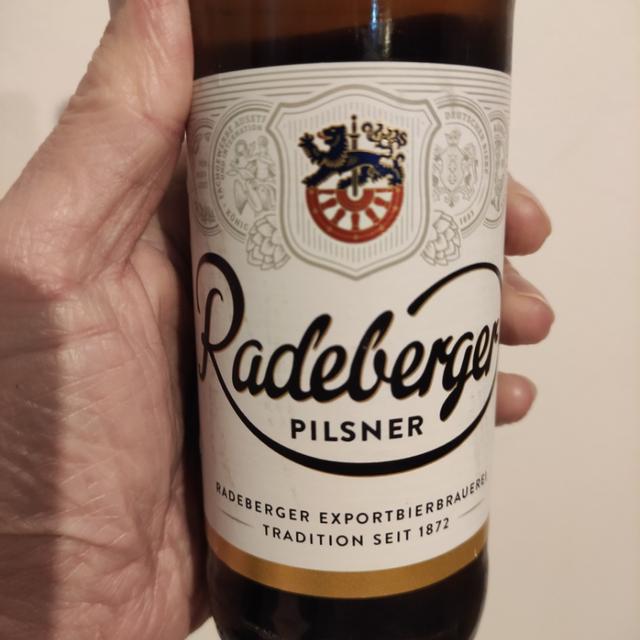 Radeberger
PILSNER
RADEBERGER EXPORTBIERBRAUEREI
TRADITION SEIT 1872